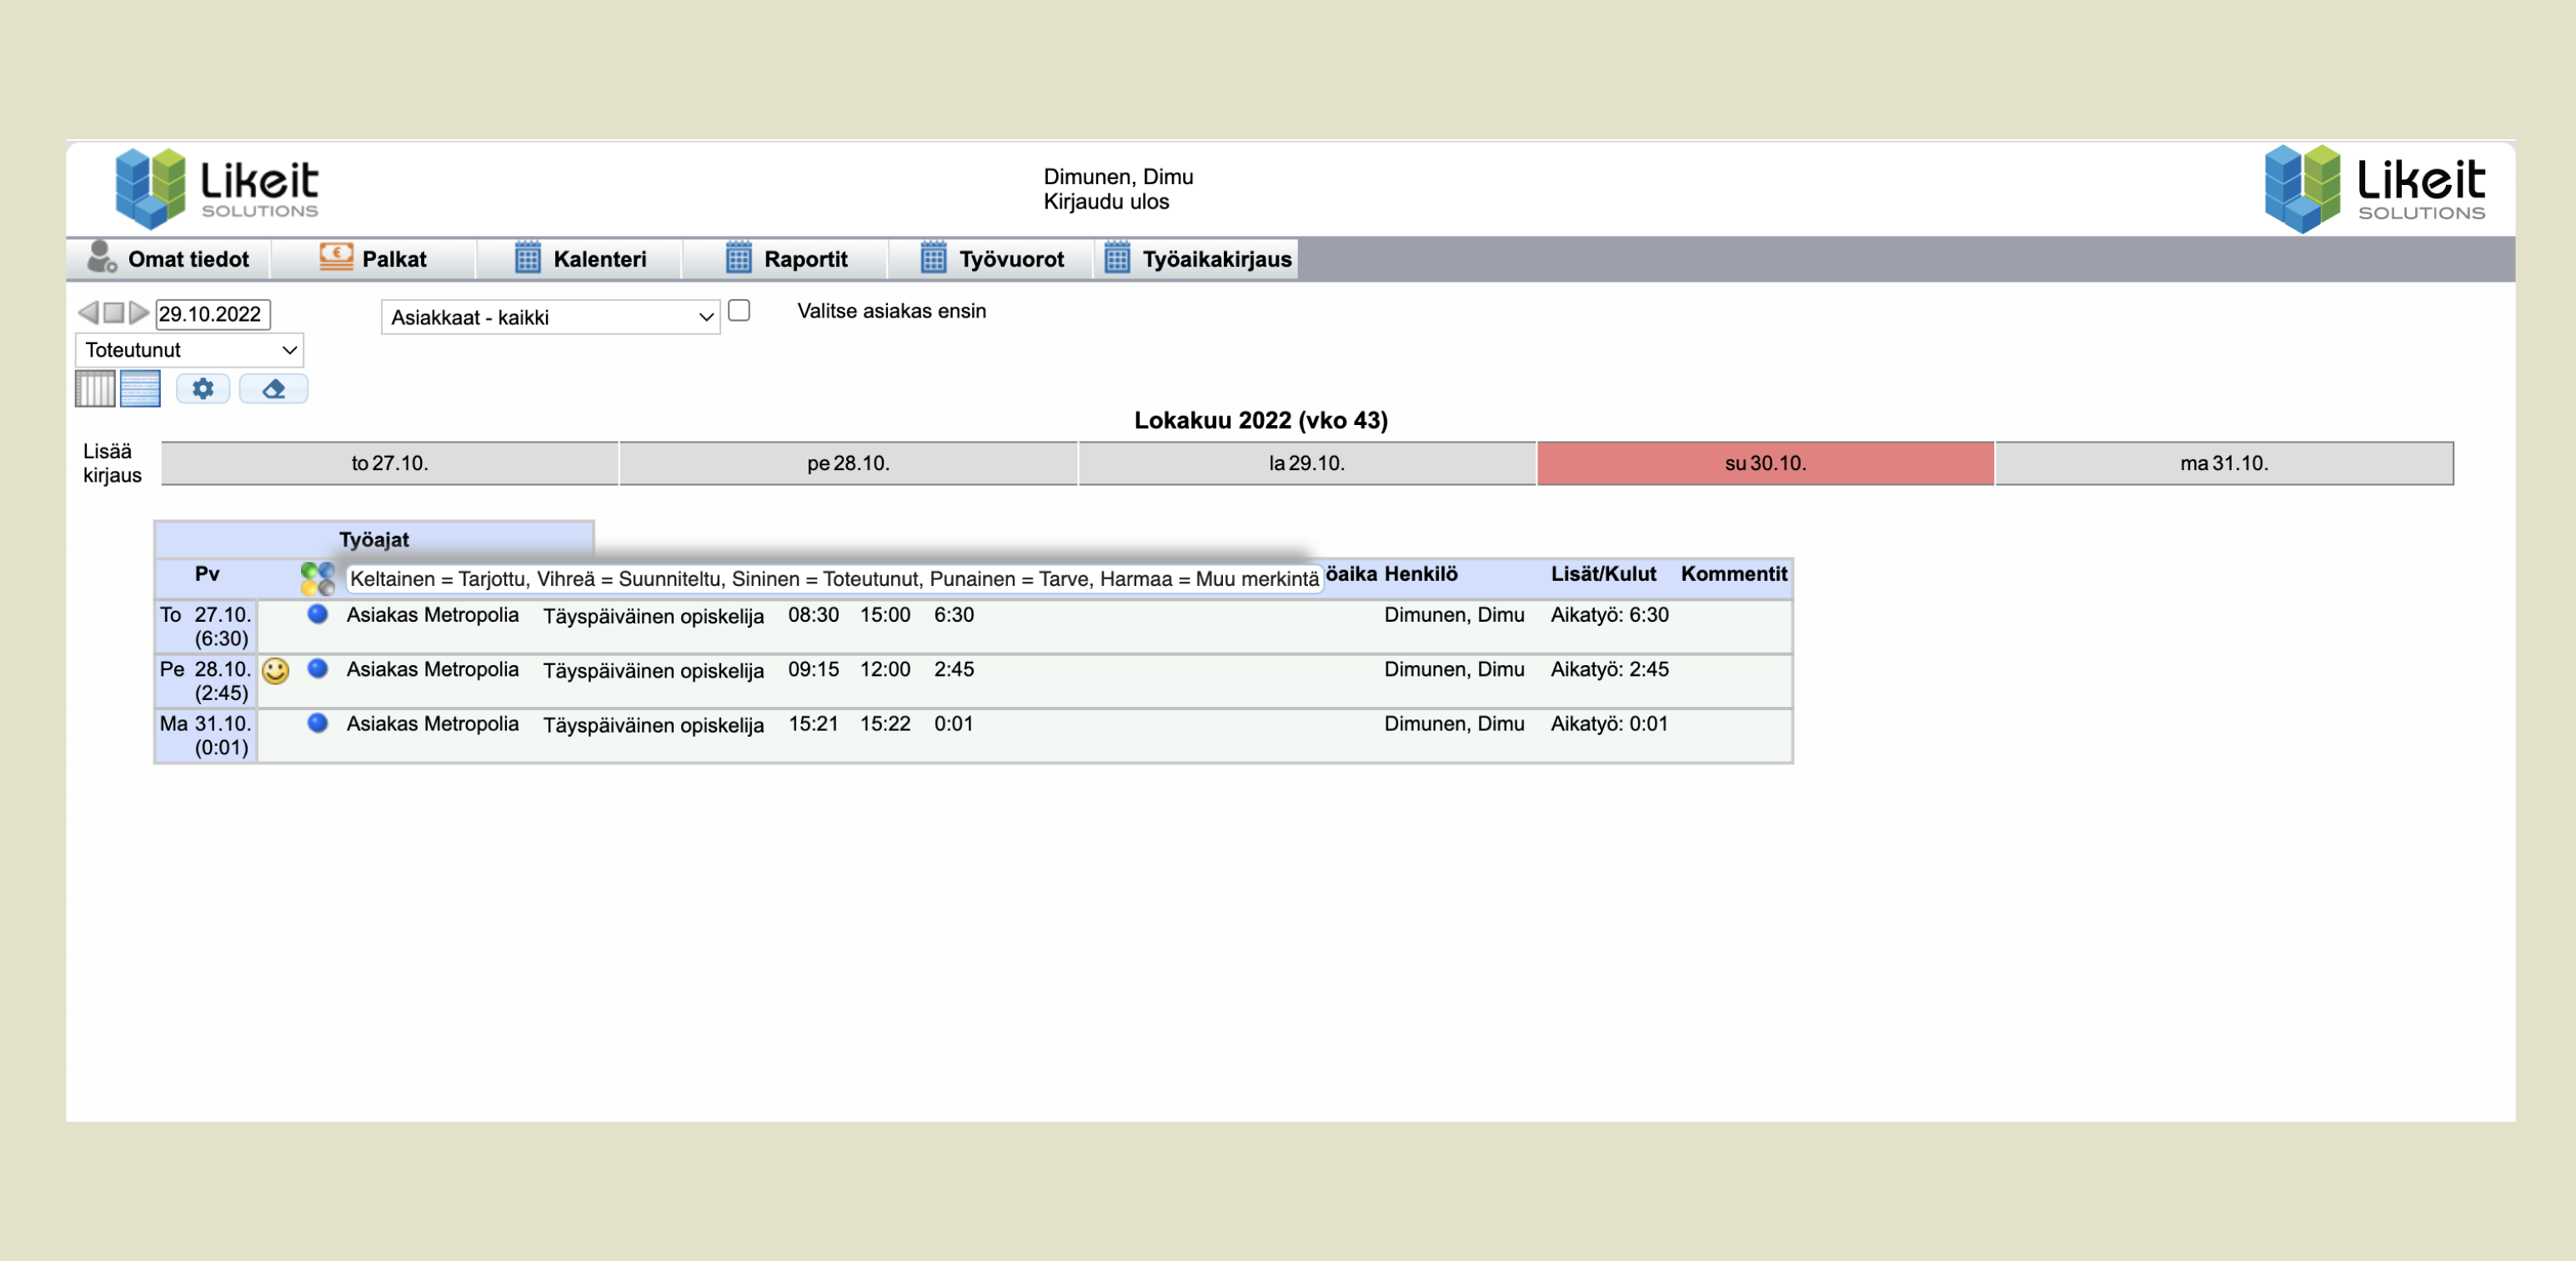 Likeit
SOLUTIONS
Dimunen, Dimu
Kirjaudu ulos
Likeit
SOLUTIONS
Omat tiedot Palkat Kalenteri Raportit Työvuorot Työaikakirjaus
29.10.2022 Asiakkaat - kaikki Valitse asiakas ensin
Toteutunut
Lokakuu 2022 (vko 43)
Lisää
kirjaus
to 27.10. pe 28.10. la 29.10. su 30.10. ma 31.10.
Työajat
Pv Keltainen = Tarjottu, Vihreä = Suunniteltu, Sininen = Toteutunut, Punainen = Tarve, Harmaa = Muu merkintä öaika Henkilö Lisät/Kulut Kommentit
To 27.10. Asiakas Metropolia Täyspäiväinen opiskelija 08:30 15:00 6:30 Dimunen, Dimu Aikatyö: 6:30
(6:30)
Pe 28.10. Asiakas Metropolia Täyspäiväinen opiskelija 09:15 12:00 2:45 Dimunen, Dimu Aikatyö: 2:45
(2:45)
Ma 31.10. Asiakas Metropolia Täyspäiväinen opiskelija 15:21 15:22 0:01 Dimunen, Dimu Aikatyö: 0:01
(0:01)